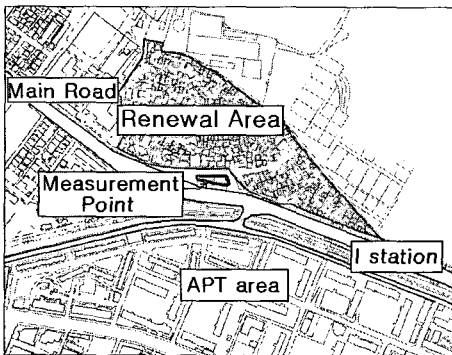 Main Road
Renewal Area
Measurement
Point
I station
APT area